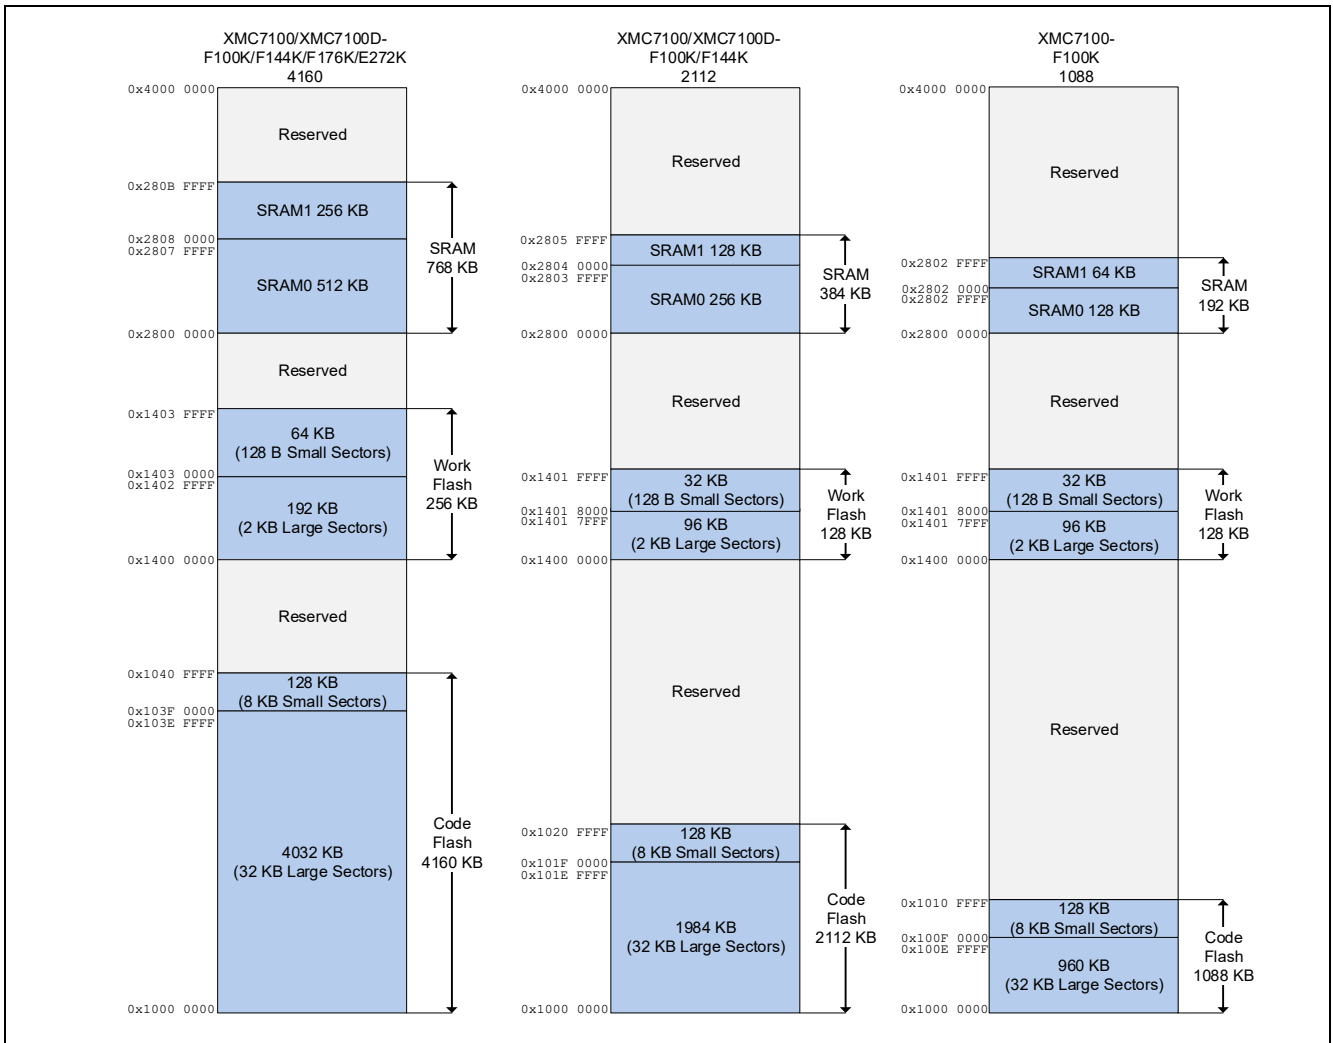 XMC7100/XMC7100D-
F100K/F144K/F176K/E272K
4160
0x4000 0000
Reserved
0x280B FFFF
SRAM1 256 KB
0x2808 0000
0x2807 FFFF
SRAM0 512 KB
SRAM
768 KB
0x2800 0000
Reserved
0x1403 FFFF
64 KB
(128 B Small Sectors)
0x1403 0000
0x1402 FFFF
192 KB
(2 KB Large Sectors)
Work
Flash
256 KB
0x1400 0000
Reserved
0x1040 FFFF
128 KB
(8 KB Small Sectors)
0x103F 0000
0x103E FFFF
4032 KB
(32 KB Large Sectors)
Code
Flash
4160 KB
0x1000 0000
XMC7100/XMC7100D-
F100K/F144K
2112
0x4000 0000
Reserved
0x2805 FFFF
SRAM1 128 KB
0x2804 0000
0x2803 FFFF
SRAM0 256 KB
SRAM
384 KB
0x2800 0000
Reserved
0x1401 FFFF
32 KB
(128 B Small Sectors)
0x1401 8000
0x1401 7FFF
96 KB
(2 KB Large Sectors)
Work
Flash
128 KB
0x1400 0000
Reserved
0x1020 FFFF
128 KB
(8 KB Small Sectors)
0x101F 0000
0x101E FFFF
1984 KB
(32 KB Large Sectors)
Code
Flash
2112 KB
0x1000 0000
XMC7100-
F100K
1088
0x4000 0000
Reserved
0x2802 FFFF
SRAM1 64 KB
0x2802 0000
0x2802 FFFF
SRAM0 128 KB
SRAM
192 KB
0x2800 0000
Reserved
0x1401 FFFF
32 KB
(128 B Small Sectors)
0x1401 8000
0x1401 7FFF
96 KB
(2 KB Large Sectors)
Work
Flash
128 KB
0x1400 0000
Reserved
0x1010 FFFF
128 KB
(8 KB Small Sectors)
0x100F 0000
0x100E FFFF
960 KB
(32 KB Large Sectors)
Code
Flash
1088 KB
0x1000 0000